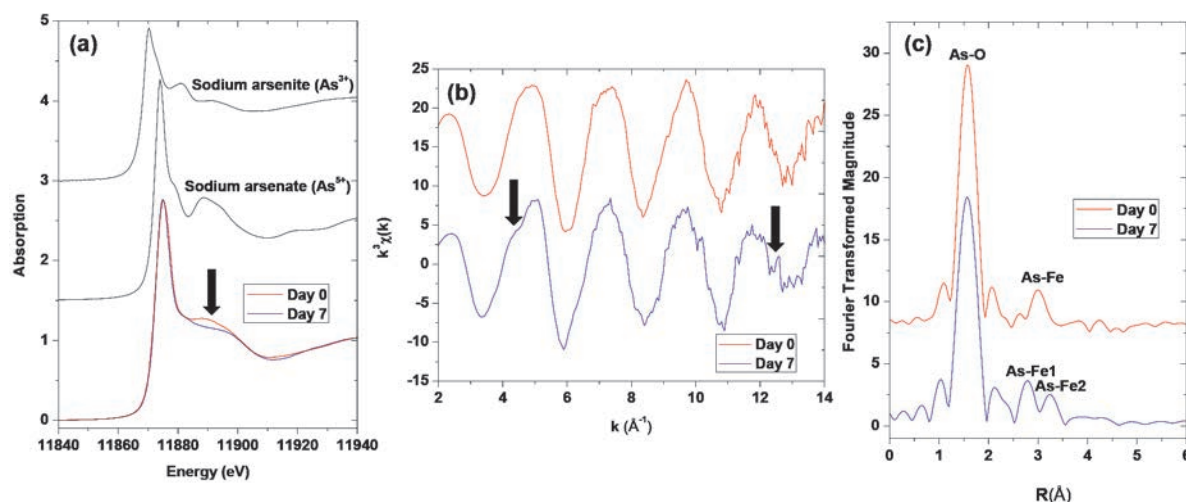 (a)
5
4
3
2
1
0
Absorption
Sodium arsenite (As³⁺)
Sodium arsenate (As⁵⁺)
Day 0
Day 7
11840 11860 11880 11900 11920 11940
Energy (eV)
(b)
25
20
15
10
5
0
-5
-10
-15
k³χ(k)
Day 0
Day 7
2 4 6 8 10 12 14
k (Å⁻¹)
(c)
30
25
20
15
10
5
0
Fourier Transformed Magnitude
As-O
Day 0
Day 7
As-Fe
As-Fe1
As-Fe2
0 1 2 3 4 5 6
R(Å)